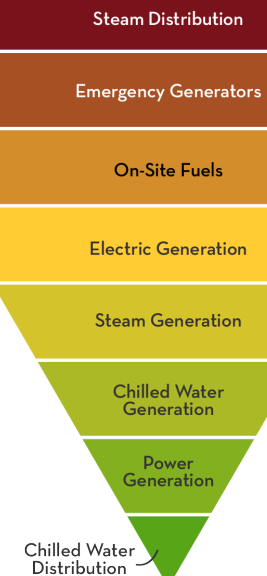 Steam Distribution
Emergency Generators
On-Site Fuels
Electric Generation
Steam Generation
Chilled Water
Generation
Power
Generation
Chilled Water
Distribution